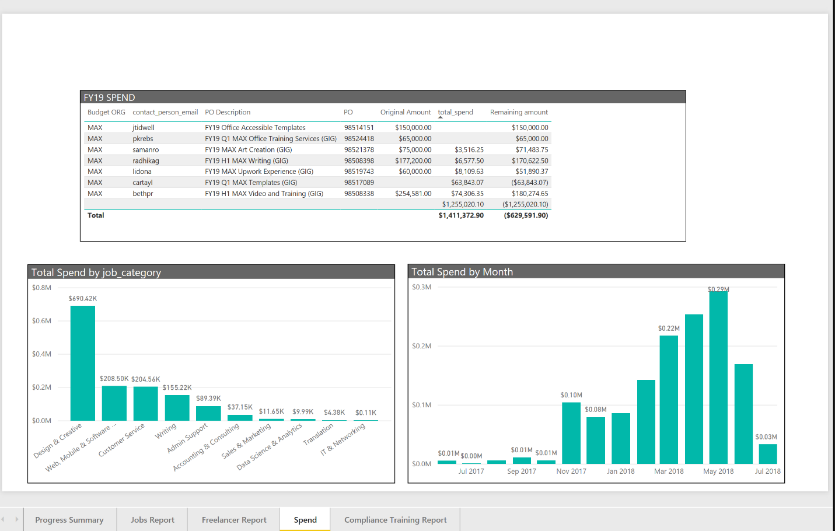 FY19 SPEND
Budget ORG contact_person_email PO Description PO Original Amount total_spend Remaining amount
MAX jtidwell FY19 Office Accessible Templates 98514151 $150,000.00 $150,000.00
MAX pkrebs FY19 Q1 MAX Office Training Services (GIG) 98524418 $65,000.00 $65,000.00
MAX samanro FY19 MAX Art Creation (GIG) 98521378 $75,000.00 $3,516.25 $71,483.75
MAX radhikag FY19 H1 MAX Writing (GIG) 98508398 $177,200.00 $6,577.50 $170,622.50
MAX lidona FY19 MAX Upwork Experience (GIG) 98519743 $60,000.00 $8,109.63 $51,890.37
MAX cartayl FY19 Q1 MAX Templates (GIG) 98517089 $63,843.07 ($63,843.07)
MAX bethpr FY19 H1 MAX Video and Training (GIG) 98508338 $254,581.00 $74,306.35 $180,274.65
$1,255,020.10 ($1,255,020.10)
Total $1,411,372.90 ($629,591.90)
Total Spend by job_category
$0.8M
$0.6M
$0.4M
$0.2M
$0.0M
$690.42K
$208.50K $204.56K
$155.22K
$89.39K
$37.15K
$11.65K $9.99K $4.38K $0.11K
Design & Creative
Web, Mobile & Software ...
Customer Service
Writing
Admin Support
Accounting & Consulting
Sales & Marketing
Data Science & Analytics
Translation
IT & Networking
Total Spend by Month
$0.3M
$0.2M
$0.1M
$0.0M
$0.01M $0.00M
$0.01M $0.01M
$0.10M
$0.08M
$0.22M
$0.29M
$0.03M
Jul 2017 Sep 2017 Nov 2017 Jan 2018 Mar 2018 May 2018 Jul 2018
Progress Summary Jobs Report Freelancer Report Spend Compliance Training Report